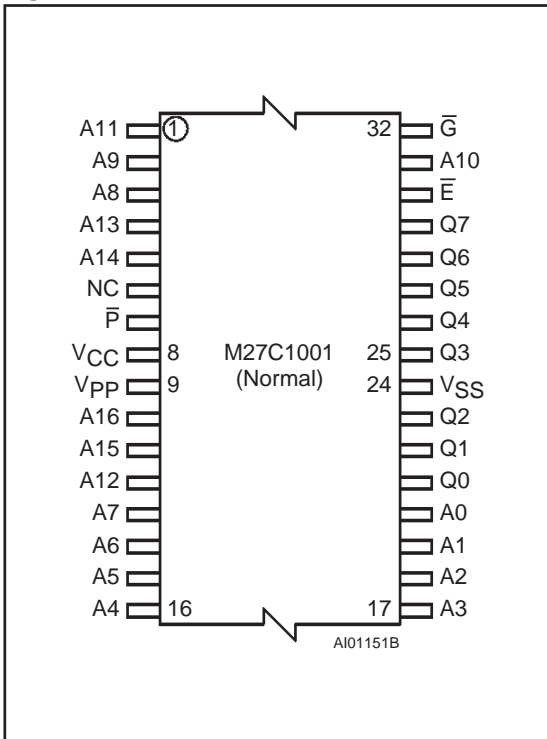 A11 1 32 G̅
A9 A10
A8 E̅
A13 Q7
A14 Q6
NC Q5
P̅ Q4
VCC 8 M27C1001 25 Q3
VPP 9 (Normal) 24 VSS
A16 Q2
A15 Q1
A12 Q0
A7 A0
A6 A1
A5 A2
A4 16 17 A3
AI01151B